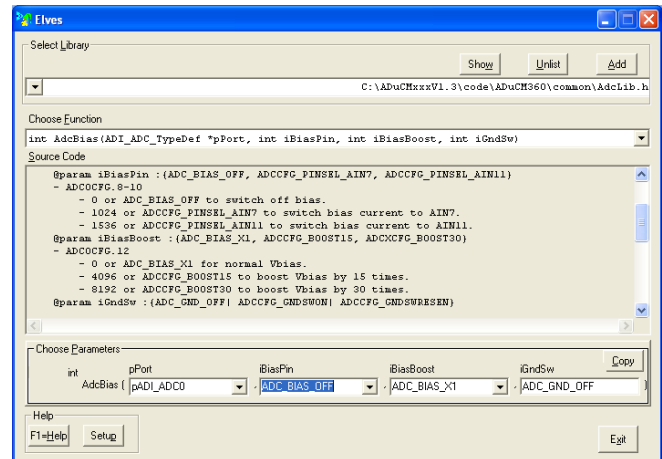 Elves
Select Library
Show Unlist Add
C:\ADuCMxxxV1.3\code\ADuCM360\common\AdcLib.h
Choose Function
int AdcBias(ADI_ADC_TypeDef *pPort, int iBiasPin, int iBiasBoost, int iGndSw)
Source Code
@param iBiasPin :{ADC_BIAS_OFF, ADCCFG_PINSEL_AIN7, ADCCFG_PINSEL_AIN11}
- ADC0CFG.8-10
- 0 or ADC_BIAS_OFF to switch off bias.
- 1024 or ADCCFG_PINSEL_AIN7 to switch bias current to AIN7.
- 1536 or ADCCFG_PINSEL_AIN11 to switch bias current to AIN11.
@param iBiasBoost :{ADC_BIAS_X1, ADCCFG_BOOST15, ADCXCFG_BOOST30}
- ADC0CFG.12
- 0 or ADC_BIAS_X1 for normal Vbias.
- 4096 or ADCCFG_BOOST15 to boost Vbias by 15 times.
- 8192 or ADCCFG_BOOST30 to boost Vbias by 30 times.
@param iGndSw :{ADC_GND_OFF| ADCCFG_GNDSWON| ADCCFG_GNDSWRESEN}
Choose Parameters
Copy
int pPort iBiasPin iBiasBoost iGndSw
AdcBias ( pADI_ADC0 , ADC_BIAS_OFF , ADC_BIAS_X1 , ADC_GND_OFF )
Help
F1=Help Setup Exit